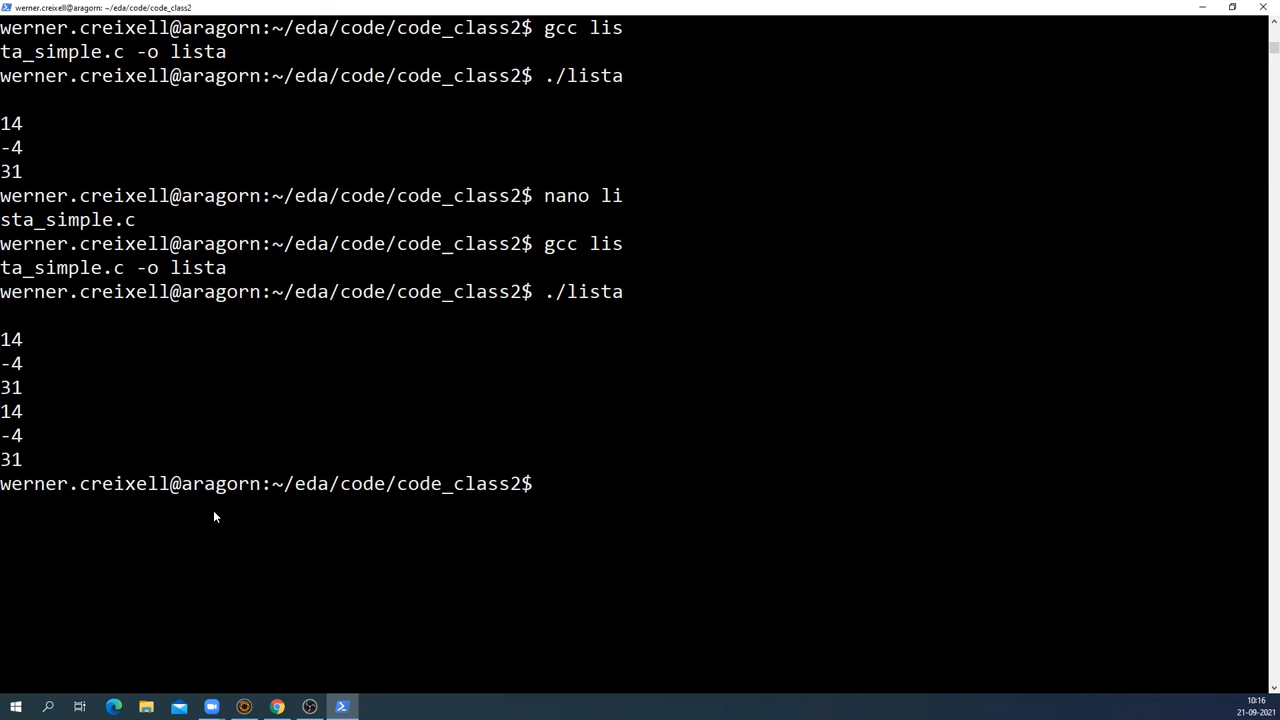 werner.creixell@aragorn: ~/eda/code/code_class2
werner.creixell@aragorn:~/eda/code/code_class2$ gcc lis
ta_simple.c -o lista
werner.creixell@aragorn:~/eda/code/code_class2$ ./lista
14
-4
31
werner.creixell@aragorn:~/eda/code/code_class2$ nano li
sta_simple.c
werner.creixell@aragorn:~/eda/code/code_class2$ gcc lis
ta_simple.c -o lista
werner.creixell@aragorn:~/eda/code/code_class2$ ./lista
14
-4
31
14
-4
31
werner.creixell@aragorn:~/eda/code/code_class2$
10:16
21-09-2021